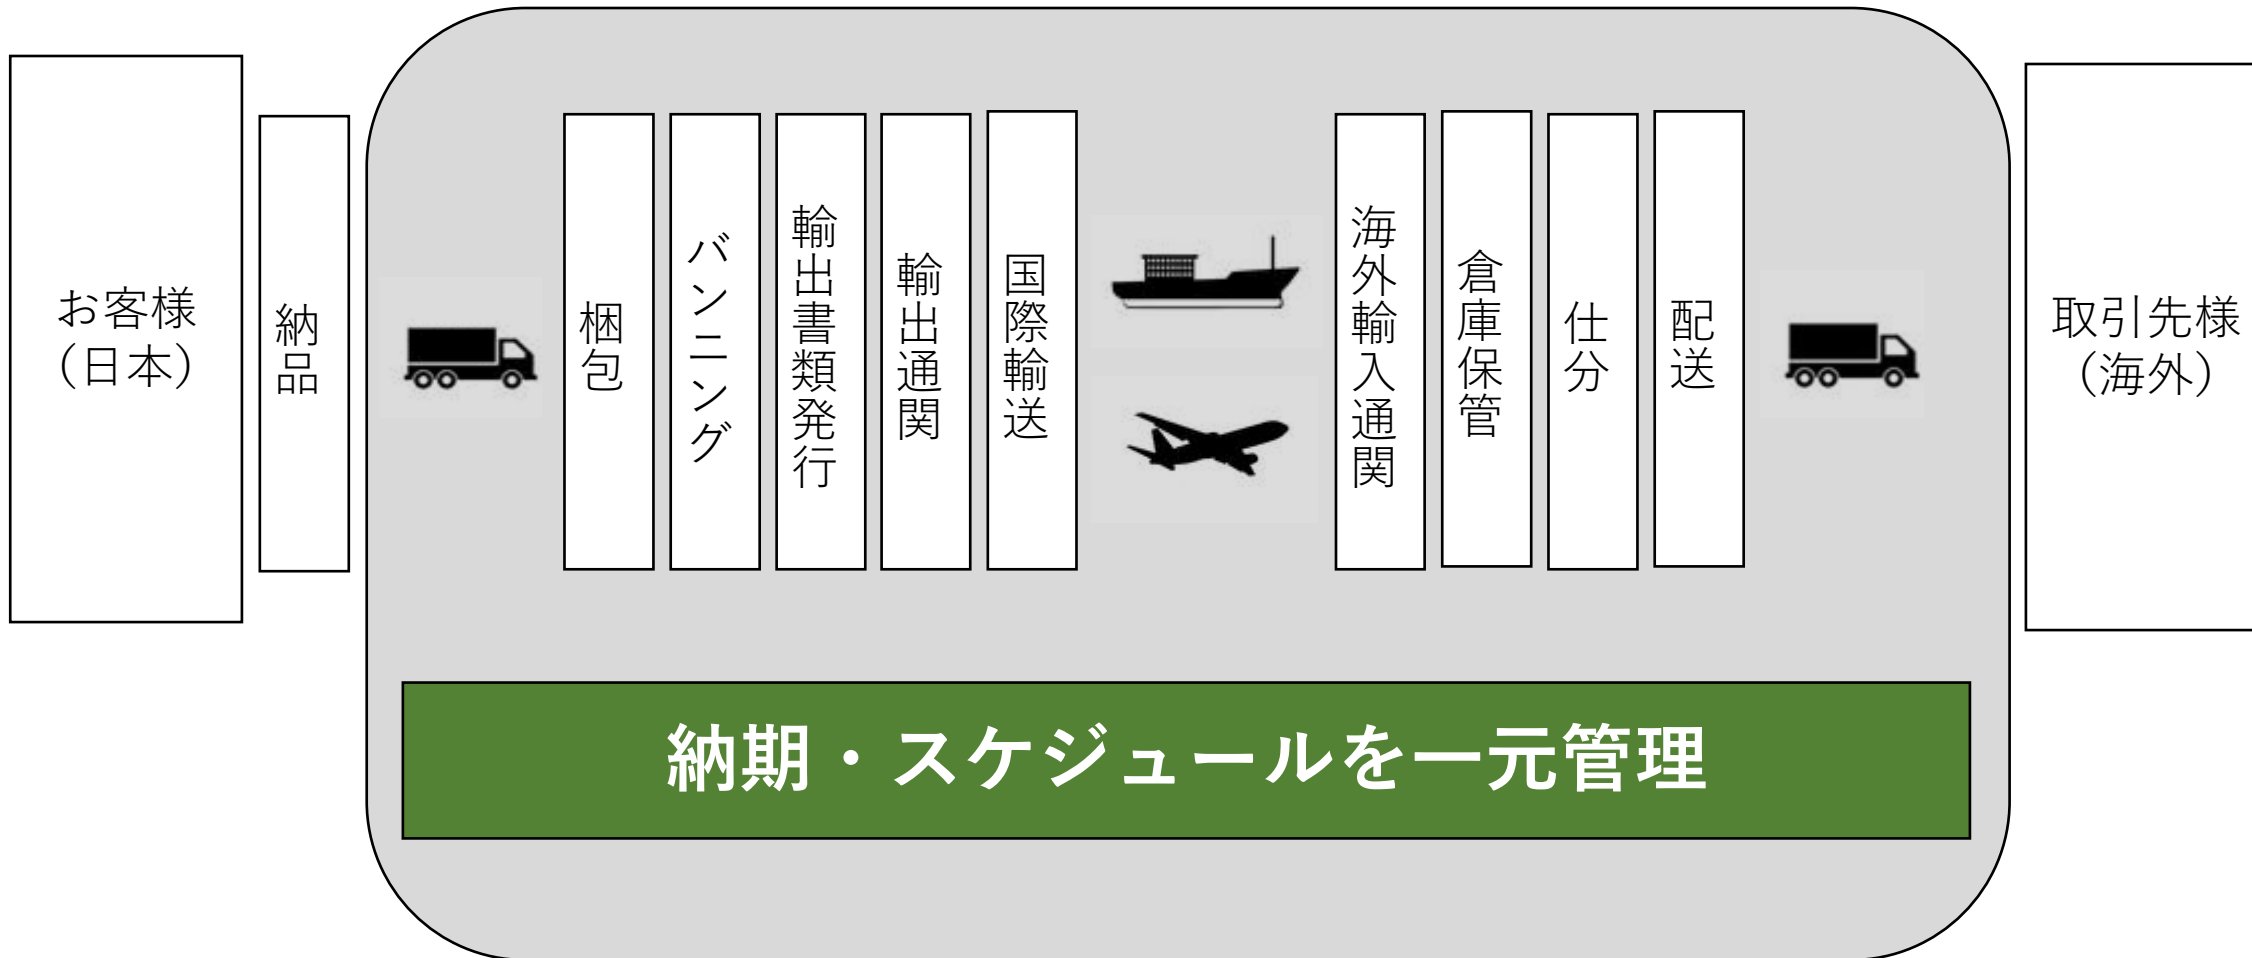 お客様
（日本）
納品
梱包
バンニング
輸出書類発行
輸出通関
国際輸送
海外輸入通関
倉庫保管
仕分
配送
取引先様
（海外）
納期・スケジュールを一元管理